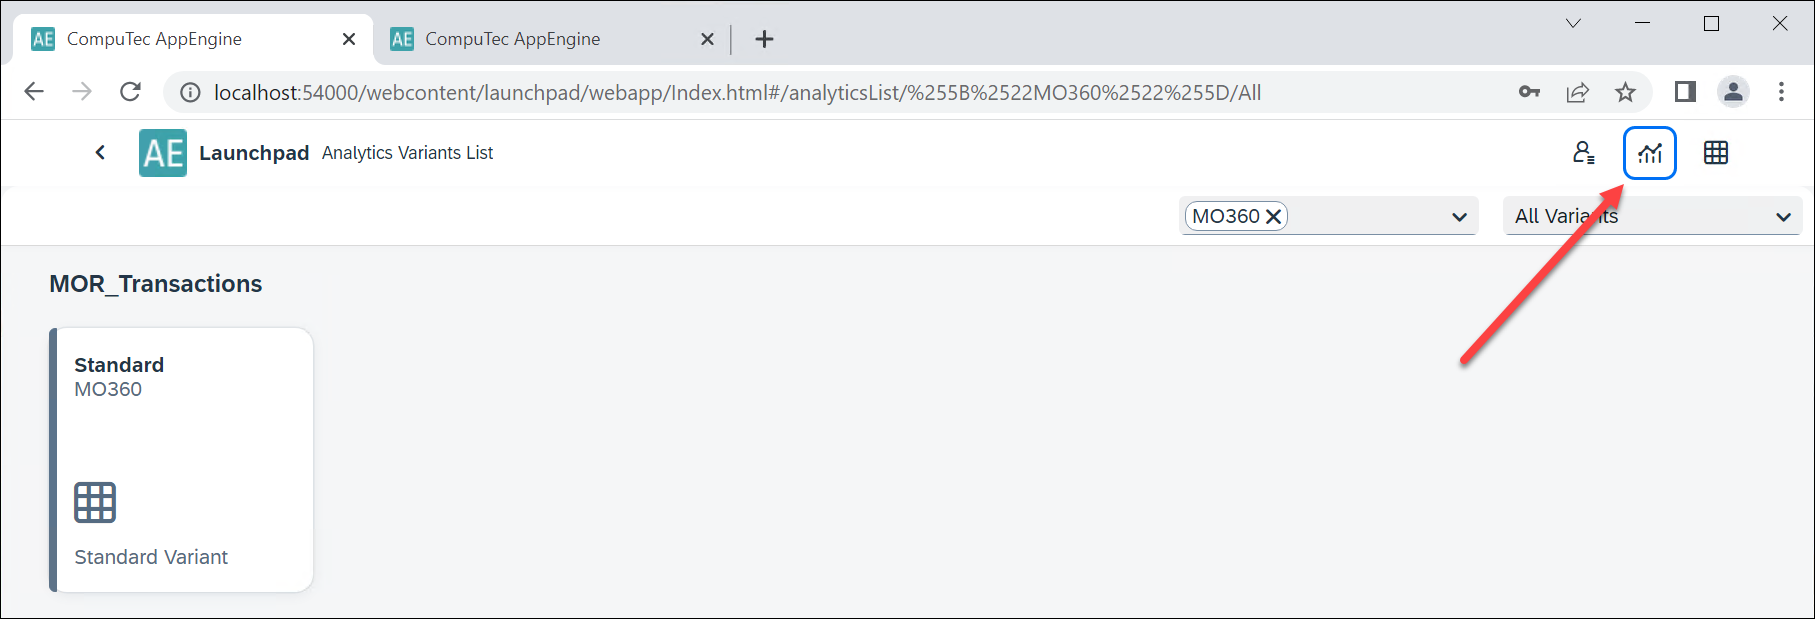 AE CompuTec AppEngine AE CompuTec AppEngine
localhost:54000/webcontent/launchpad/webapp/Index.html#/analyticsList/%255B%2522MO360%2522%255D/All
AE Launchpad Analytics Variants List
MO360 All Variants
MOR_Transactions
Standard
MO360
Standard Variant